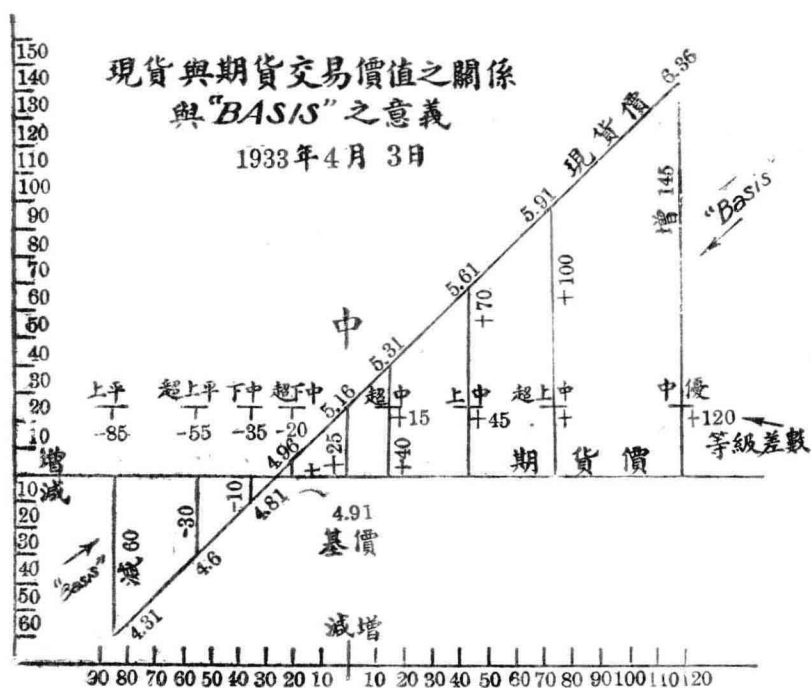 現貨與期貨交易價值之關係
與“BASIS”之意義
1933年4月3日
150
140
130
120
110
100
90
80
70
60
50
40
30
20
10
增
減
10
20
30
40
50
60
現貨價
6.36
5.91
5.61
5.31
5.16
4.96
4.81
4.6
4.31
中
“Basis”
增 145
+100
+70
+40
+25
+
-10
-30
減 60
“Basis”
上平 超上平 下中 超下中 超中 上中 超上中 中優
-85 -55 -35 -20 +15 +45 + +120
等級差數
期貨價
4.91
基價
減增
90 80 70 60 50 40 30 20 10 10 20 30 40 50 60 70 80 90 100 110 120